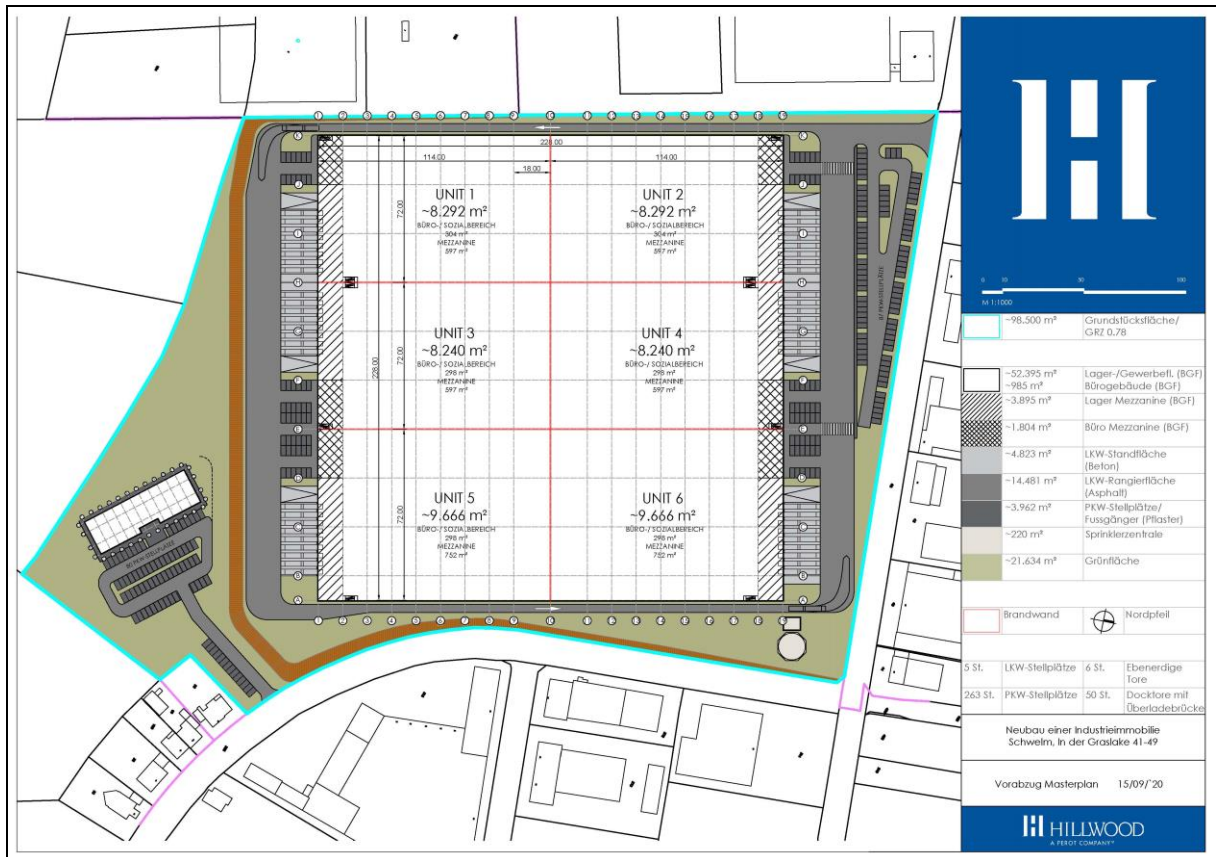 228.00
114.00
114.00
18.00
72.00
228.00
72.00
72.00
UNIT 1
~8.292 m²
BÜRO-/ SOZIALBEREICH
304 m²
MEZZANINE
597 m²
UNIT 2
~8.292 m²
BÜRO-/ SOZIALBEREICH
304 m²
MEZZANINE
597 m²
UNIT 3
~8.240 m²
BÜRO-/ SOZIALBEREICH
298 m²
MEZZANINE
597 m²
UNIT 4
~8.240 m²
BÜRO-/ SOZIALBEREICH
298 m²
MEZZANINE
597 m²
UNIT 5
~9.666 m²
BÜRO-/ SOZIALBEREICH
298 m²
MEZZANINE
752 m²
UNIT 6
~9.666 m²
BÜRO-/ SOZIALBEREICH
298 m²
MEZZANINE
752 m²
PKW-STELLPLÄTZE
PKW-STELLPLÄTZE
0 10 50 100
M 1:1000
~98.500 m² Grundstücksfläche/
GRZ 0.78
~52.395 m² Lager-/Gewerbefl. (BGF)
~985 m² Bürogebäude (BGF)
~3.895 m² Lager Mezzanine (BGF)
~1.804 m² Büro Mezzanine (BGF)
~4.823 m² LKW-Standfläche
(Beton)
~14.481 m² LKW-Rangierfläche
(Asphalt)
~3.962 m² PKW-Stellplätze/
Fussgänger (Pflaster)
~220 m² Sprinklerzentrale
~21.634 m² Grünfläche
Brandwand Nordpfeil
5 St. LKW-Stellplätze 6 St. Ebenerdige
Tore
263 St. PKW-Stellplätze 50 St. Docktore mit
Überladebrücke
Neubau einer Industrieimmobilie
Schwelm, In der Graslake 41-49
Vorabzug Masterplan 15/09/'20
HILLWOOD
A PEROT COMPANY™